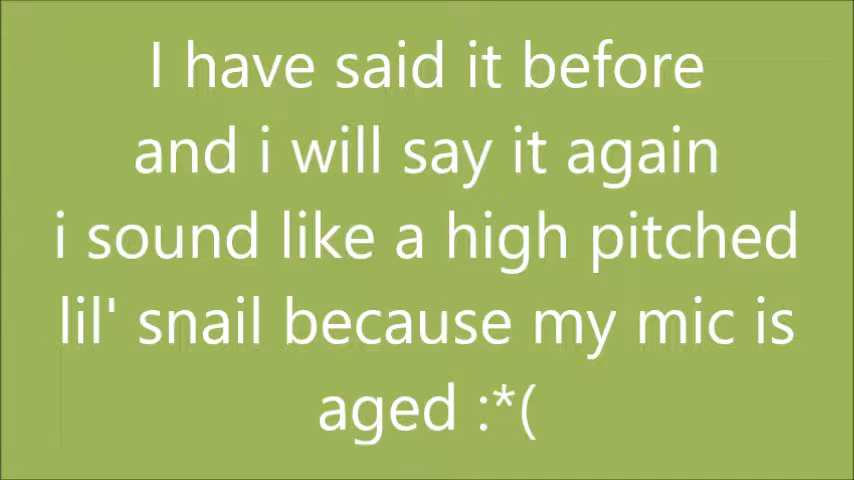 I have said it before
and i will say it again
i sound like a high pitched
lil' snail because my mic is
aged :*(